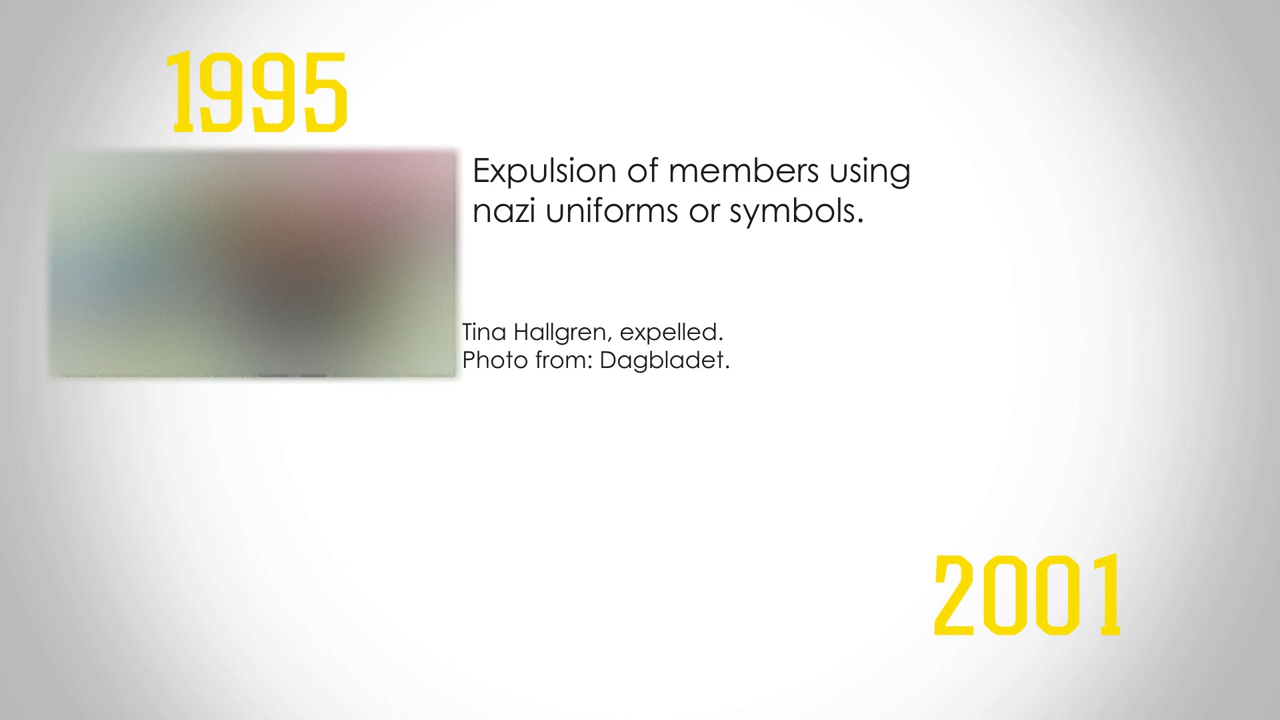 1995
Expulsion of members using
nazi uniforms or symbols.
Tina Hallgren, expelled.
Photo from: Dagbladet.
2001